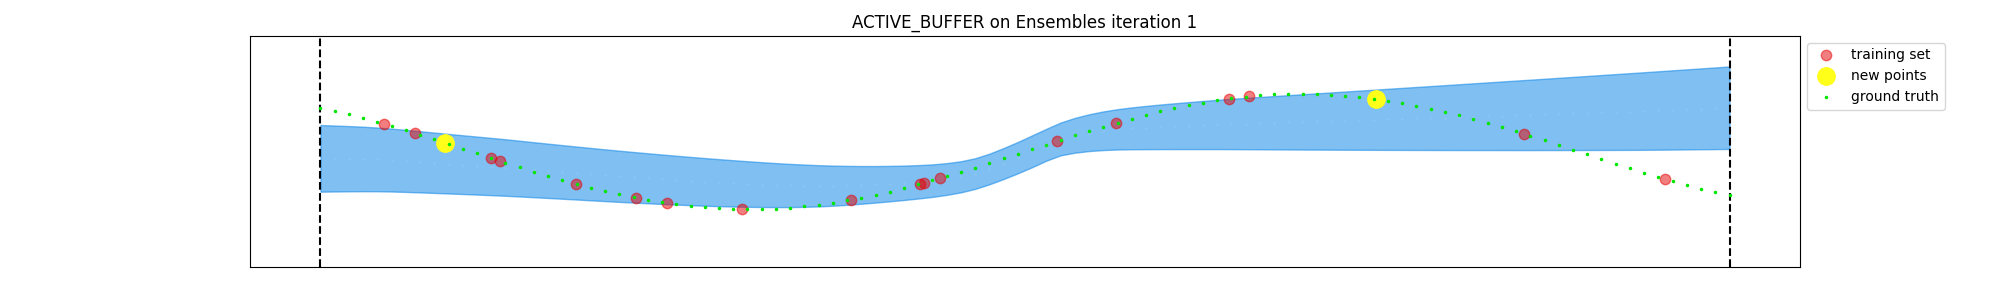 ACTIVE_BUFFER on Ensembles iteration 1
training set
new points
ground truth